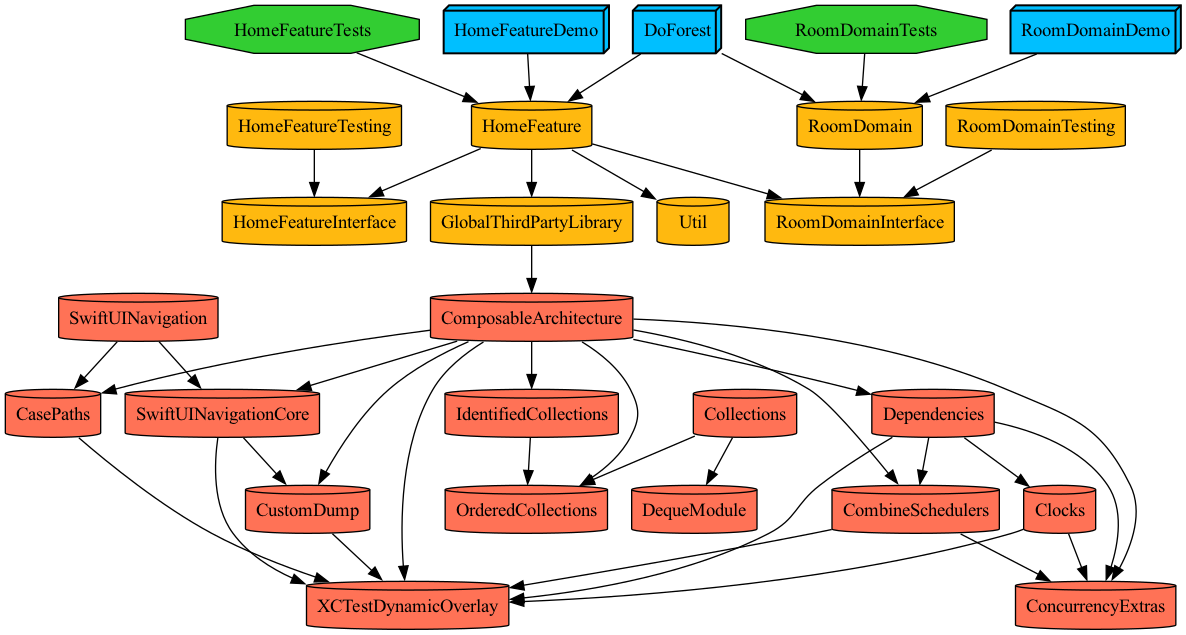 HomeFeatureTests
HomeFeatureDemo
DoForest
RoomDomainTests
RoomDomainDemo
HomeFeatureTesting
HomeFeature
RoomDomain
RoomDomainTesting
HomeFeatureInterface
GlobalThirdPartyLibrary
Util
RoomDomainInterface
SwiftUINavigation
ComposableArchitecture
CasePaths
SwiftUINavigationCore
IdentifiedCollections
Collections
Dependencies
CustomDump
OrderedCollections
DequeModule
CombineSchedulers
Clocks
XCTestDynamicOverlay
ConcurrencyExtras